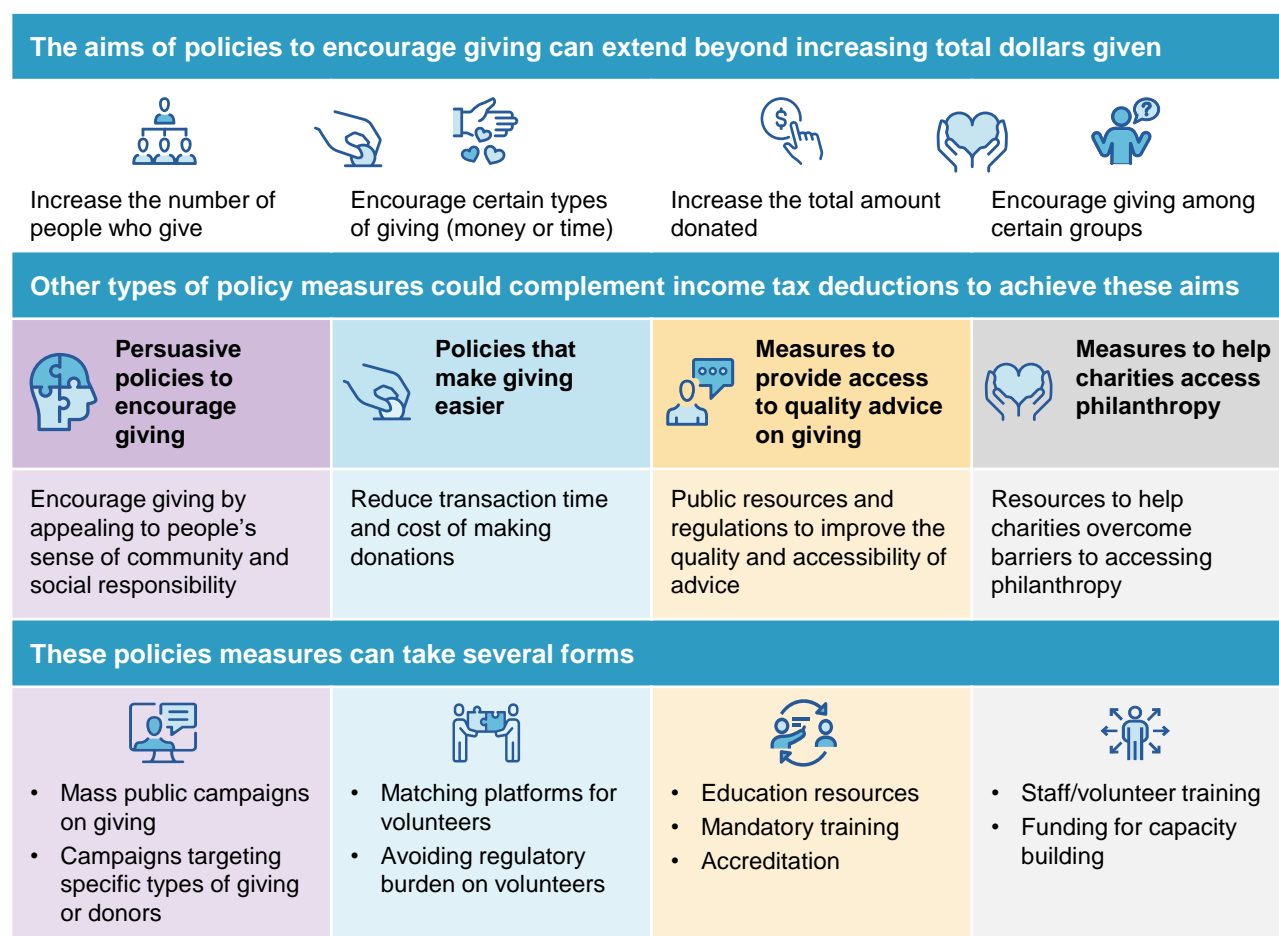 The aims of policies to encourage giving can extend beyond increasing total dollars given
$
?
Increase the number of
people who give
Encourage certain types
of giving (money or time)
Increase the total amount
donated
Encourage giving among
certain groups
Other types of policy measures could complement income tax deductions to achieve these aims
Persuasive
policies to
encourage
giving
Policies that
make giving
easier
Measures to
provide access
to quality advice
on giving
Measures to help
charities access
philanthropy
Encourage giving by
appealing to people’s
sense of community and
social responsibility
Reduce transaction time
and cost of making
donations
Public resources and
regulations to improve the
quality and accessibility of
advice
Resources to help
charities overcome
barriers to accessing
philanthropy
These policies measures can take several forms
• Mass public campaigns
on giving
• Campaigns targeting
specific types of giving
or donors
• Matching platforms for
volunteers
• Avoiding regulatory
burden on volunteers
• Education resources
• Mandatory training
• Accreditation
• Staff/volunteer training
• Funding for capacity
building